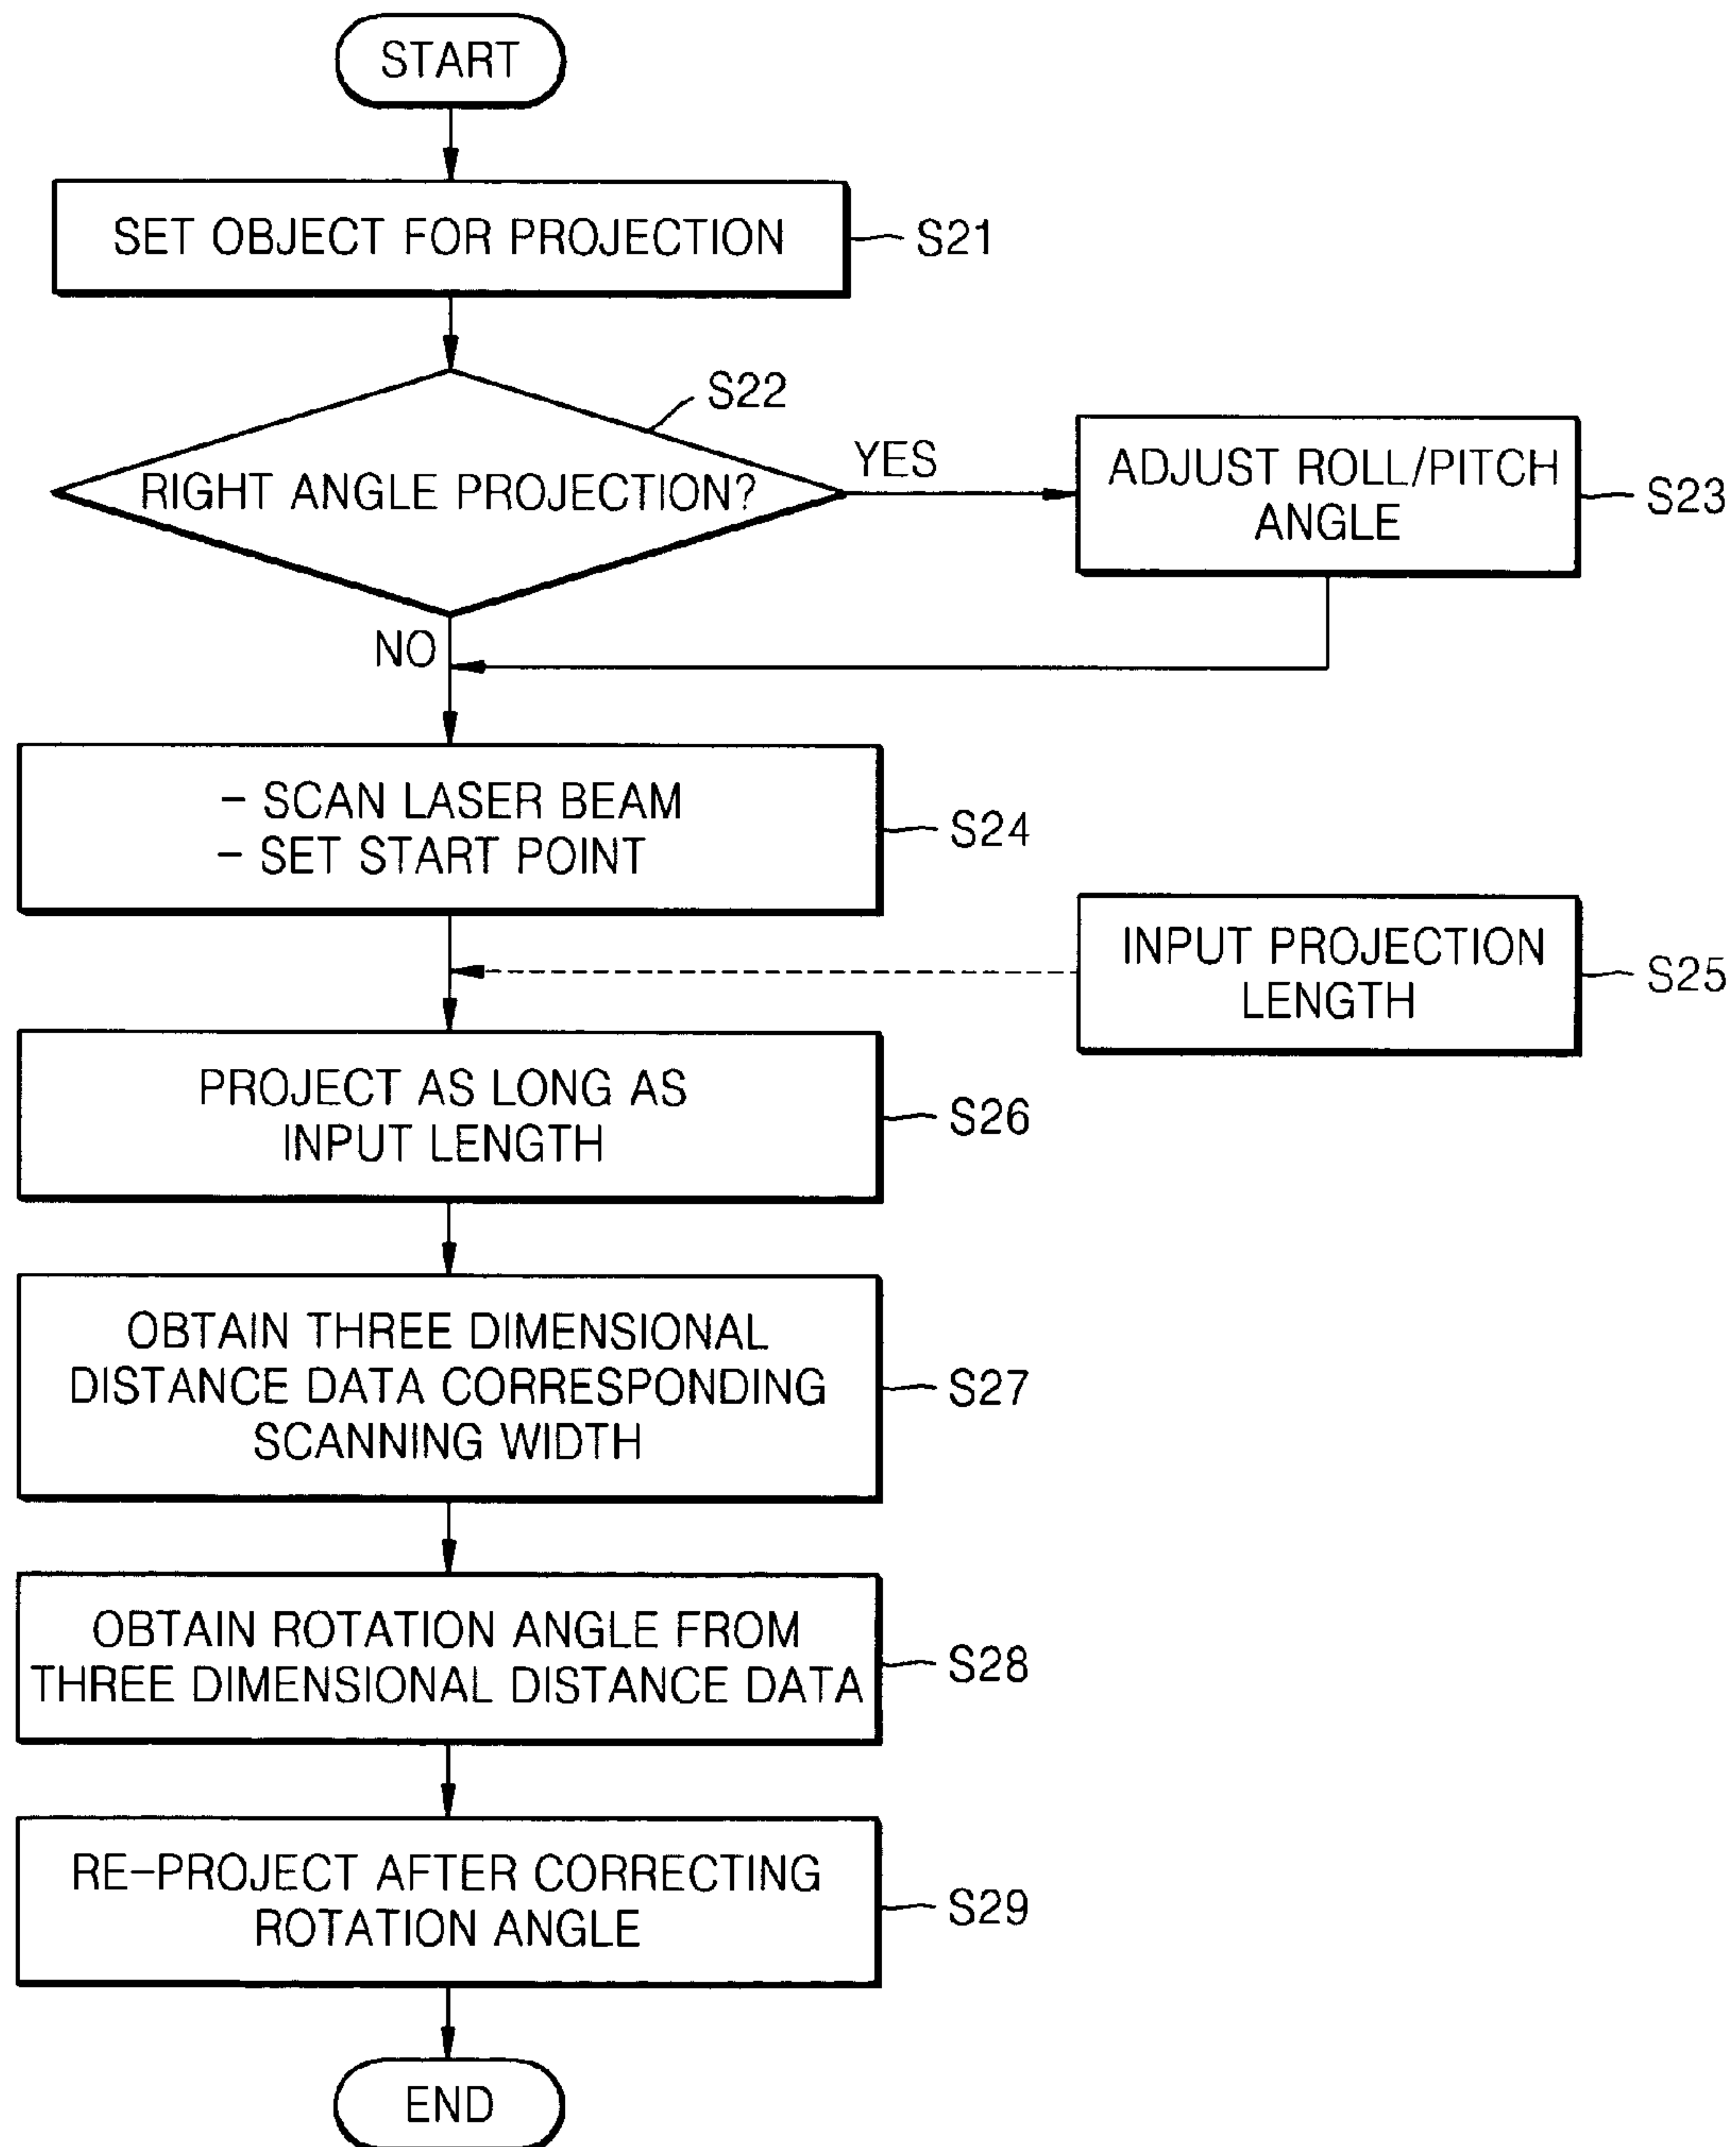 START
SET OBJECT FOR PROJECTION
S21
S22
RIGHT ANGLE PROJECTION?
YES
ADJUST ROLL/PITCH
ANGLE
S23
NO
– SCAN LASER BEAM
– SET START POINT
S24
INPUT PROJECTION
LENGTH
S25
PROJECT AS LONG AS
INPUT LENGTH
S26
OBTAIN THREE DIMENSIONAL
DISTANCE DATA CORRESPONDING
SCANNING WIDTH
S27
OBTAIN ROTATION ANGLE FROM
THREE DIMENSIONAL DISTANCE DATA
S28
RE–PROJECT AFTER CORRECTING
ROTATION ANGLE
S29
END